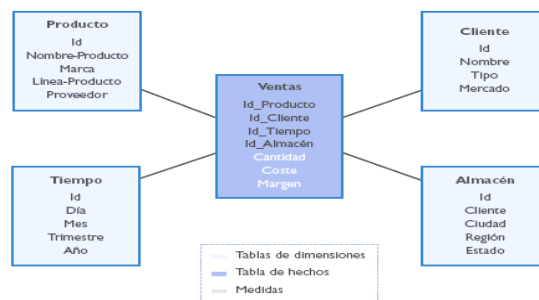 Producto
Id
Nombre-Producto
Marca
Línea-Producto
Proveedor
Cliente
Id
Nombre
Tipo
Mercado
Ventas
Id_Producto
Id_Cliente
Id_Tiempo
Id_Almacén
Cantidad
Coste
Margen
Tiempo
Id
Día
Mes
Trimestre
Año
Almacén
Id
Cliente
Ciudad
Región
Estado
Tablas de dimensiones
Tabla de hechos
Medidas